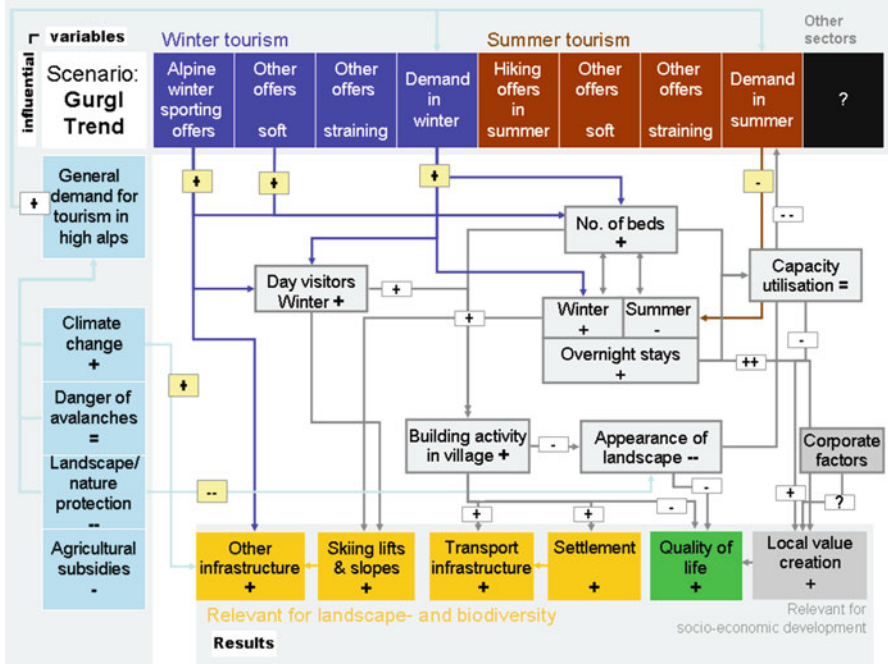 variables
influential
Scenario:
Gurgl
Trend
Winter tourism
Summer tourism
Other
sectors
Alpine
winter
sporting
offers
Other
offers
soft
Other
offers
straining
Demand
in
winter
Hiking
offers
in
summer
Other
offers
soft
Other
offers
straining
Demand
in
summer
?
General
demand for
tourism in
high alps
+
+
+
+
-
--
No. of beds
+
Capacity
utilisation =
Day visitors
Winter +
+
Winter
+
Summer
-
Overnight stays
+
+
-
++
Climate
change
+
+
Danger of
avalanches
=
Landscape/
nature
protection
--
--
Agricultural
subsidies
-
Building activity
in village +
-
Appearance of
landscape --
Corporate
factors
-
+
?
+
+
-
Other
infrastructure
+
Skiing lifts
& slopes
+
Transport
infrastructure
+
Settlement
+
Quality of
life
+
Local value
creation
+
Relevant for landscape- and biodiversity
Relevant for
socio-economic development
Results